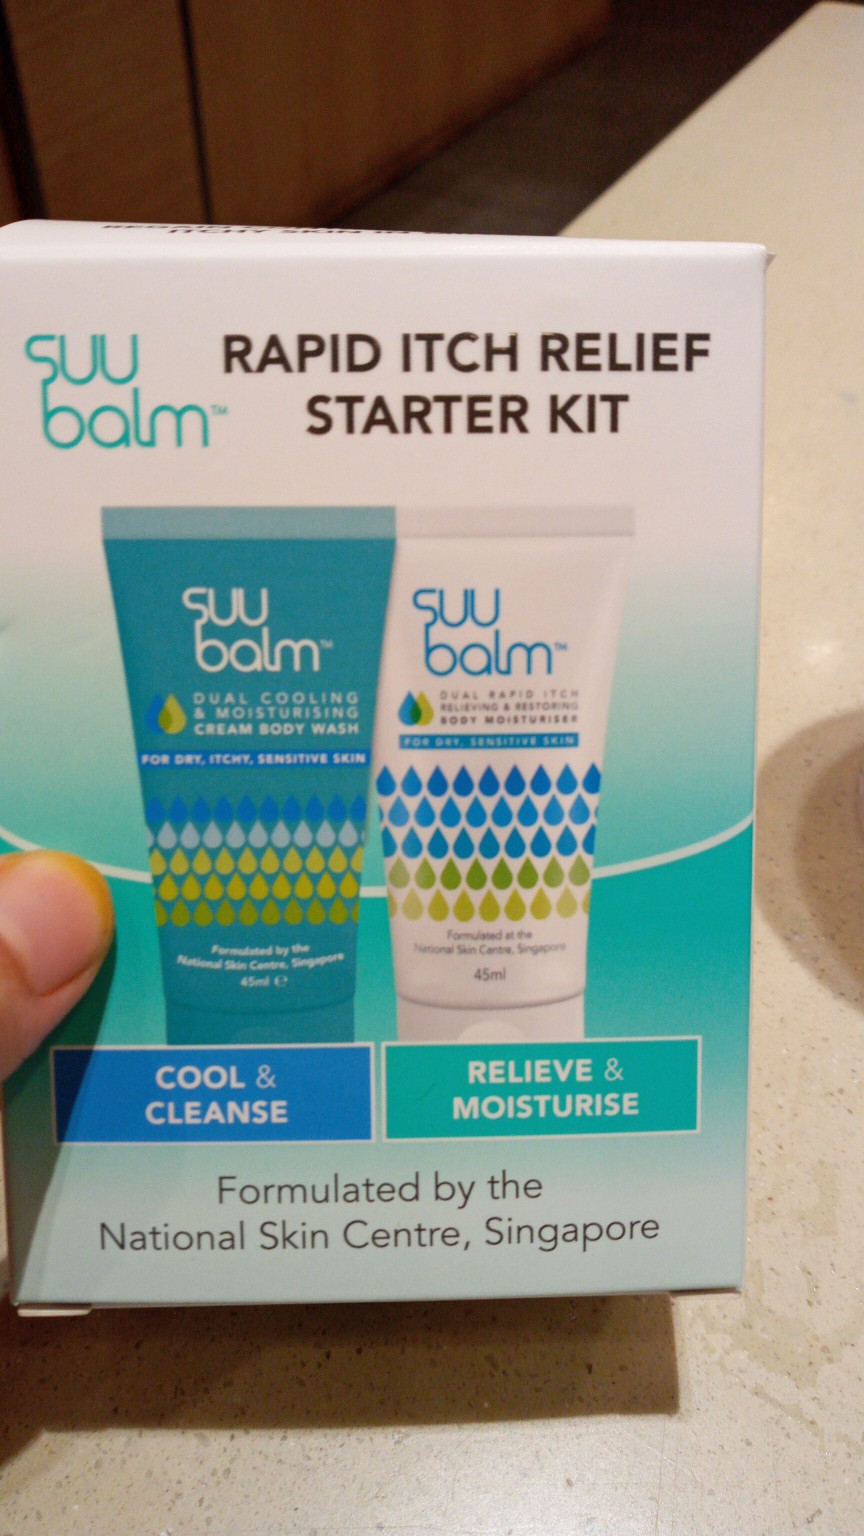 ITCHY SKIN
SUU
balm™
RAPID ITCH RELIEF
STARTER KIT
SUU
balm™
DUAL COOLING
& MOISTURISING
CREAM BODY WASH
FOR DRY, ITCHY, SENSITIVE SKIN
Formulated by the
National Skin Centre, Singapore
45ml ℮
SUU
balm™
DUAL RAPID ITCH
RELIEVING & RESTORING
BODY MOISTURISER
FOR DRY, SENSITIVE SKIN
Formulated at the
National Skin Centre, Singapore
45ml
COOL &
CLEANSE
RELIEVE &
MOISTURISE
Formulated by the
National Skin Centre, Singapore